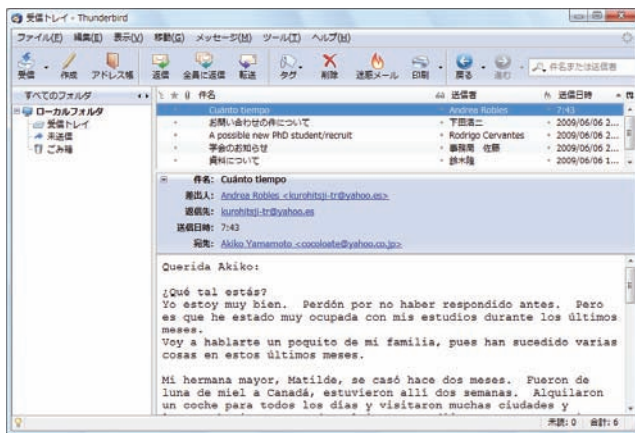 受信トレイ - Thunderbird
ファイル(F) 編集(E) 表示(V) 移動(G) メッセージ(M) ツール(T) ヘルプ(H)
受信 作成 アドレス帳 返信 全員に返信 転送 タグ 削除 迷惑メール 印刷 戻る 進む 件名または送信者
すべてのフォルダ 件名 送信者 送信日時
ローカルフォルダ
受信トレイ
未送信
ごみ箱
Cuánto tiempo Andrea Robles 7:43
お問い合わせの件について 下田浩二 2009/06/06 2...
A possible new PhD student/recruit Rodrigo Cervantes 2009/06/06 2...
学会のお知らせ 事務局 佐藤 2009/06/06 2...
資料について 鈴木隆 2009/06/06 1...
件名: Cuánto tiempo
差出人: Andrea Robles <kurohitsji-tr@yahoo.es>
返信先: kurohitsji-tr@yahoo.es
送信日時: 7:43
宛先: Akiko Yamamoto <cocoloate@yahoo.co.jp>
Querida Akiko:
¿Qué tal estás?
Yo estoy muy bien. Perdón por no haber respondido antes. Pero
es que he estado muy ocupada con mis estudios durante los últimos
meses.
Voy a hablarte un poquito de mi familia, pues han sucedido varias
cosas en estos últimos meses.
Mi hermana mayor, Matilde, se casó hace dos meses. Fueron de
luna de miel a Canadá, estuvieron allí dos semanas. Alquilaron
un coche para todos los días y visitaron muchas ciudades y
未読: 0 合計: 6